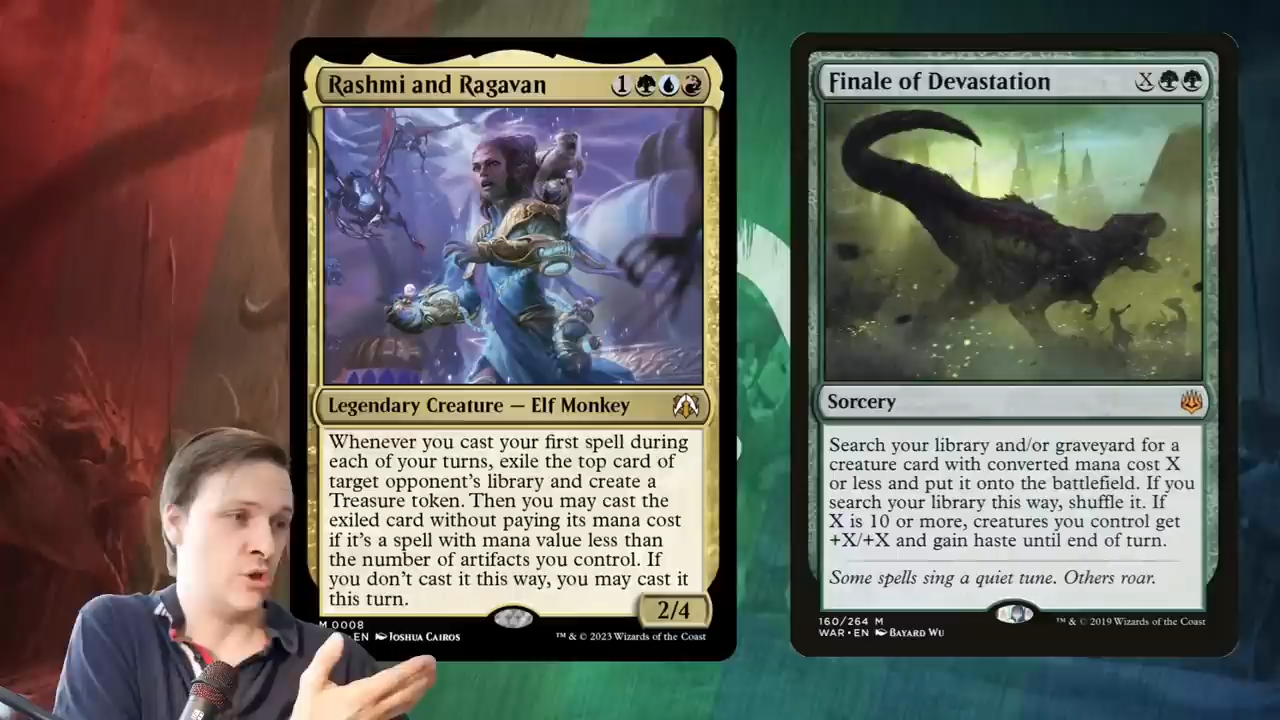 Rashmi and Ragavan 1
Legendary Creature — Elf Monkey
Whenever you cast your first spell during
each of your turns, exile the top card of
target opponent's library and create a
Treasure token. Then you may cast the
exiled card without paying its mana cost
if it's a spell with mana value less than
the number of artifacts you control. If
you don't cast it this way, you may cast it
this turn.
2/4
M 0008
EN Joshua Cairos
™ & © 2023 Wizards of the Coast
Finale of Devastation X
Sorcery
Search your library and/or graveyard for a
creature card with converted mana cost X
or less and put it onto the battlefield. If you
search your library this way, shuffle it. If
X is 10 or more, creatures you control get
+X/+X and gain haste until end of turn.
Some spells sing a quiet tune. Others roar.
160/264 M
WAR • EN Bayard Wu
™ & © 2019 Wizards of the Coast